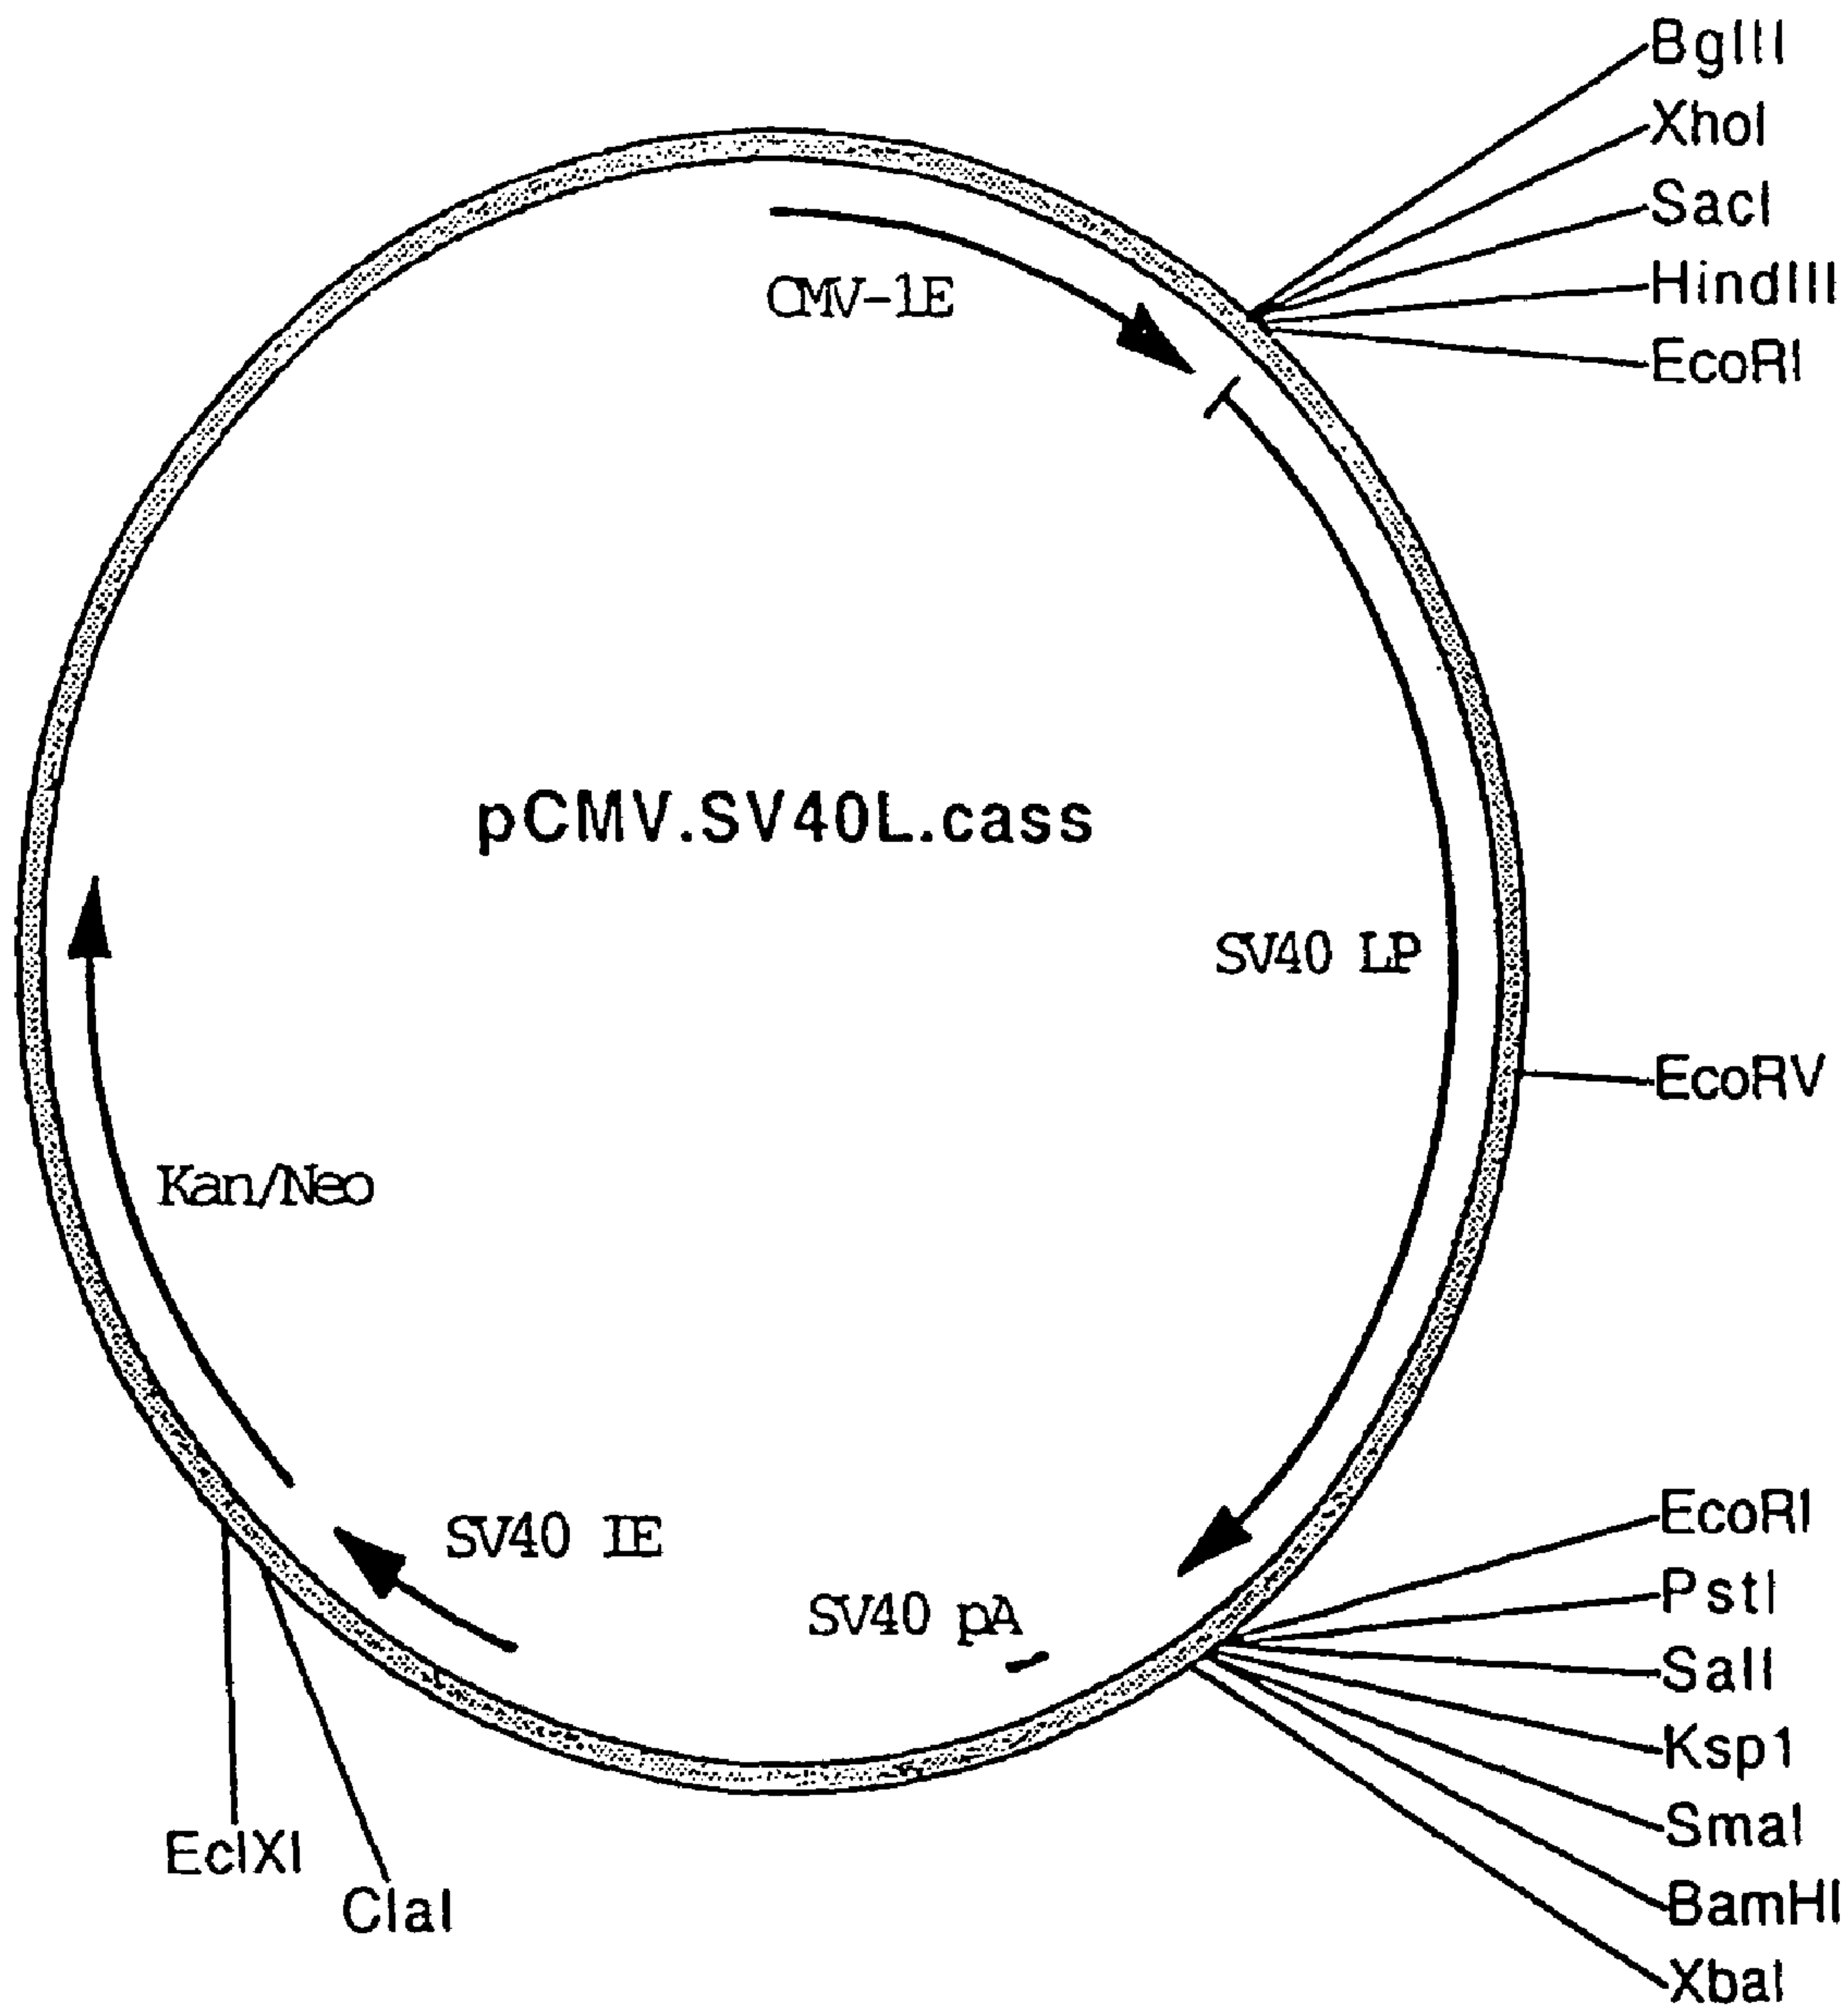 BglII
XhoI
SacI
HindIII
EcoRI
CMV-1E
pCMV.SV40L.cass
SV40 LP
EcoRV
Kan/Neo
EcoRI
PstI
SalI
Ksp1
SmaI
BamHI
XbaI
SV40 IE
SV40 pA
EclXI
ClaI